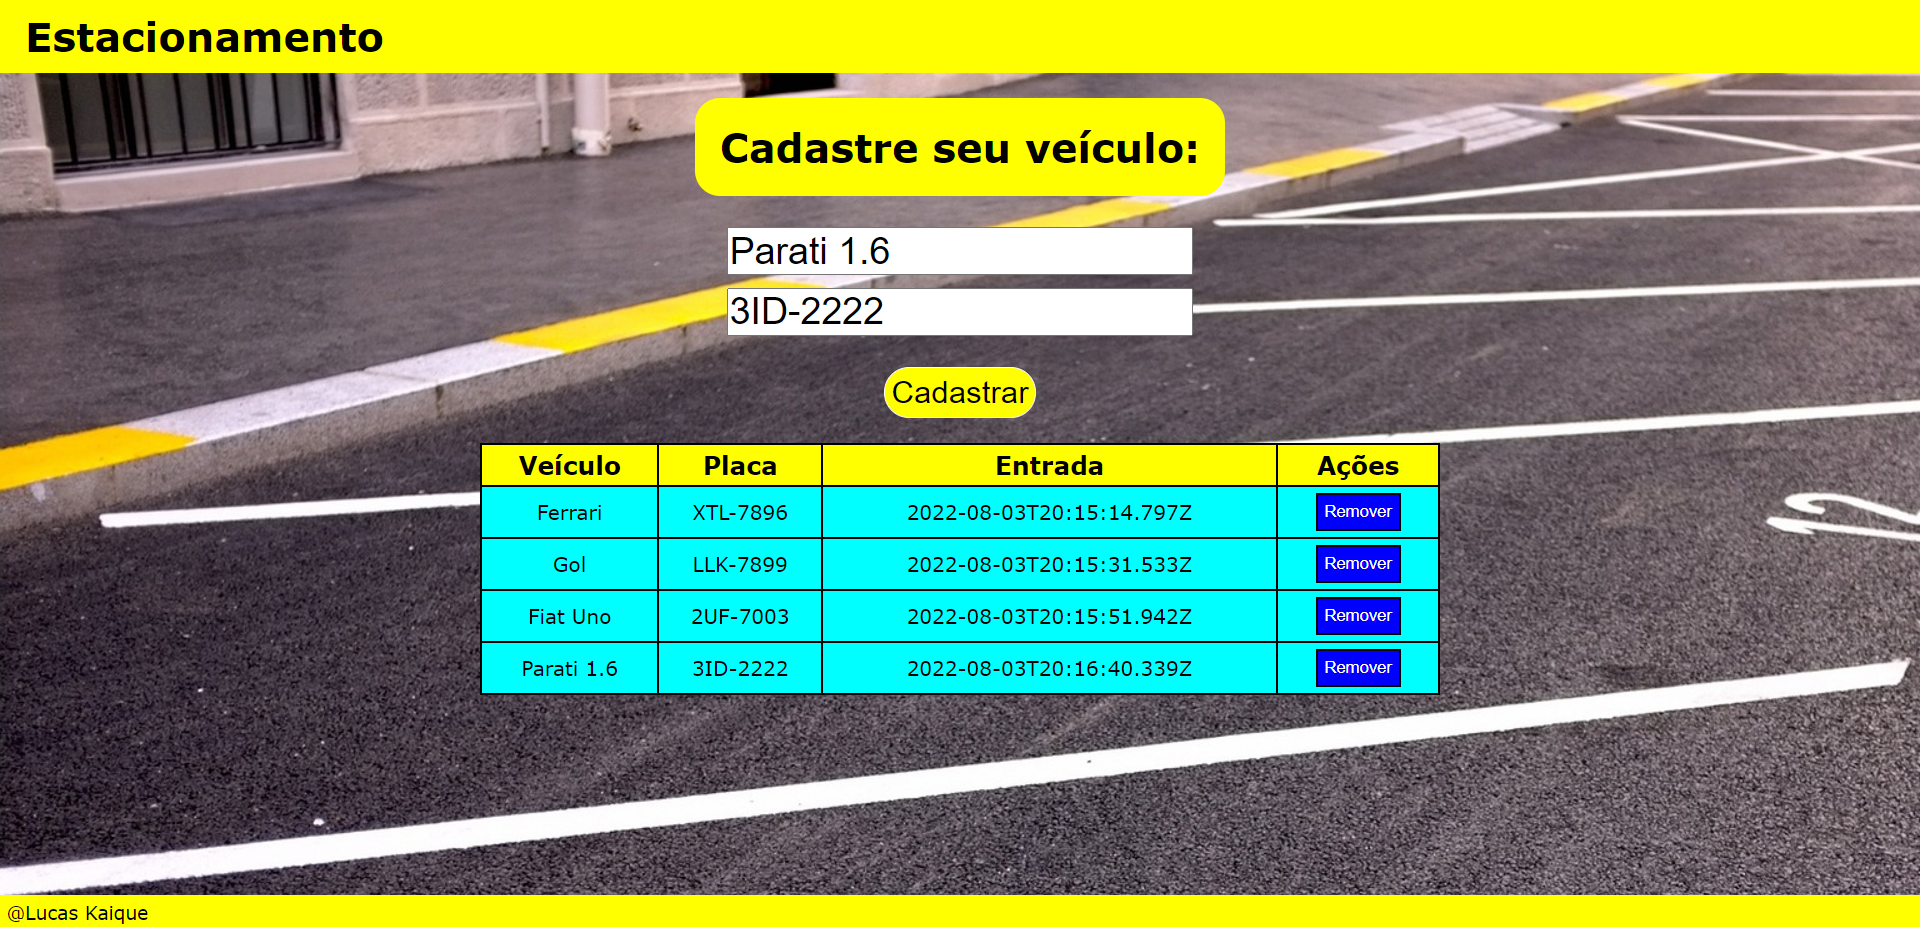 Estacionamento
Cadastre seu veículo:
Parati 1.6
3ID-2222
Cadastrar
Veículo Placa Entrada Ações
Ferrari XTL-7896 2022-08-03T20:15:14.797Z Remover
Gol LLK-7899 2022-08-03T20:15:31.533Z Remover
Fiat Uno 2UF-7003 2022-08-03T20:15:51.942Z Remover
Parati 1.6 3ID-2222 2022-08-03T20:16:40.339Z Remover
12
@Lucas Kaique